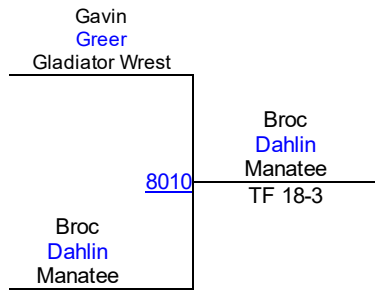 Gavin
Greer
Gladiator Wrest
8010
Broc
Dahlin
Manatee
TF 18-3
Broc
Dahlin
Manatee